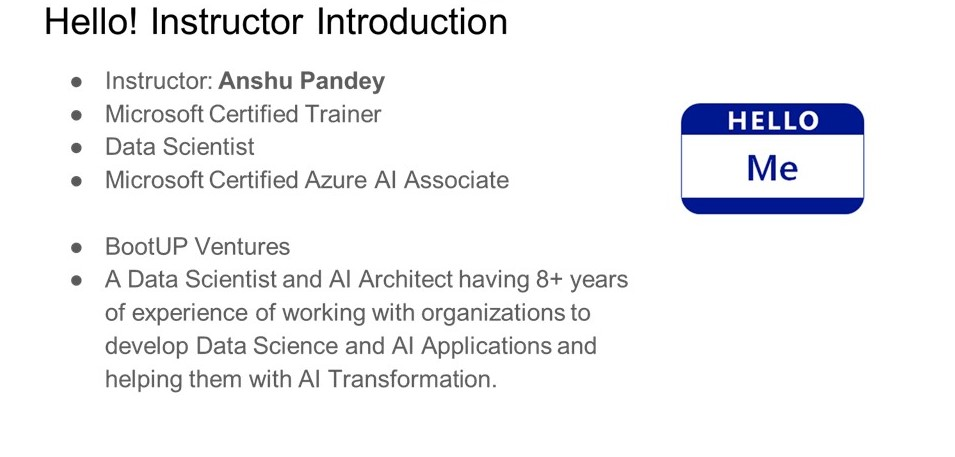 Hello! Instructor Introduction
● Instructor: Anshu Pandey
● Microsoft Certified Trainer
● Data Scientist
● Microsoft Certified Azure AI Associate
● BootUP Ventures
● A Data Scientist and AI Architect having 8+ years
of experience of working with organizations to
develop Data Science and AI Applications and
helping them with AI Transformation.
HELLO
Me